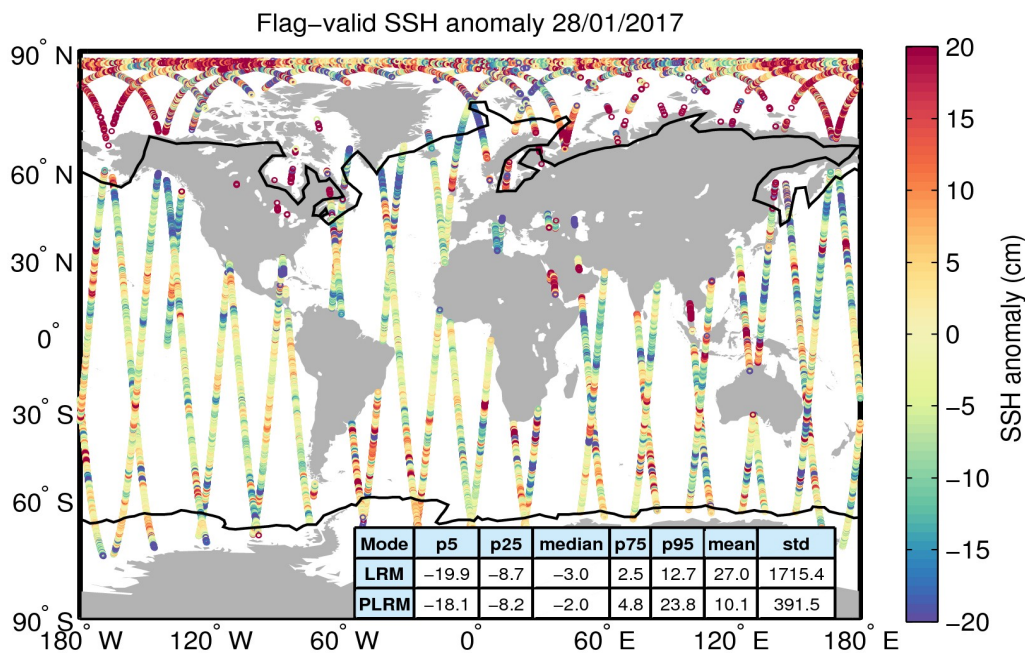 Flag−valid SSH anomaly 28/01/2017
90° N
60° N
30° N
0°
30° S
60° S
90° S
180° W
120° W
60° W
0°
60° E
120° E
180° E
Mode p5 p25 median p75 p95 mean std
LRM −19.9 −8.7 −3.0 2.5 12.7 27.0 1715.4
PLRM −18.1 −8.2 −2.0 4.8 23.8 10.1 391.5
20
15
10
5
0
−5
−10
−15
−20
SSH anomaly (cm)